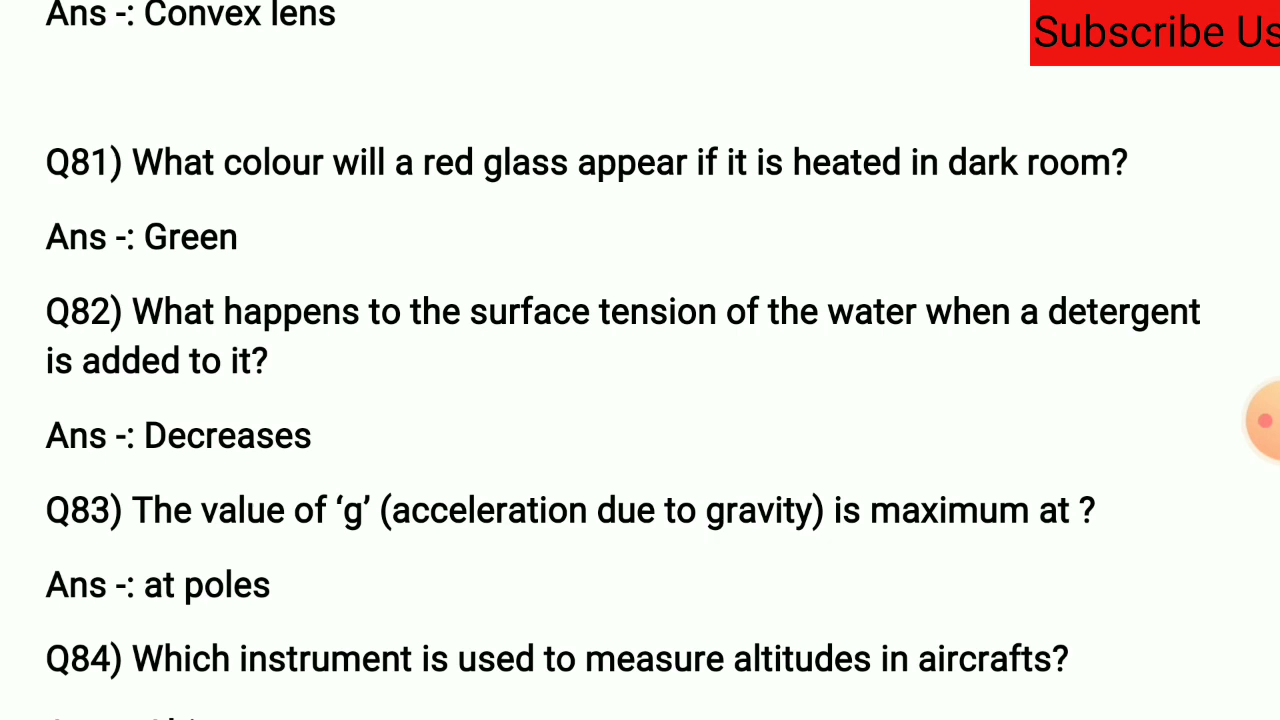 Ans -: Convex lens
Subscribe Us
Q81) What colour will a red glass appear if it is heated in dark room?
Ans -: Green
Q82) What happens to the surface tension of the water when a detergent
is added to it?
Ans -: Decreases
Q83) The value of ‘g’ (acceleration due to gravity) is maximum at ?
Ans -: at poles
Q84) Which instrument is used to measure altitudes in aircrafts?